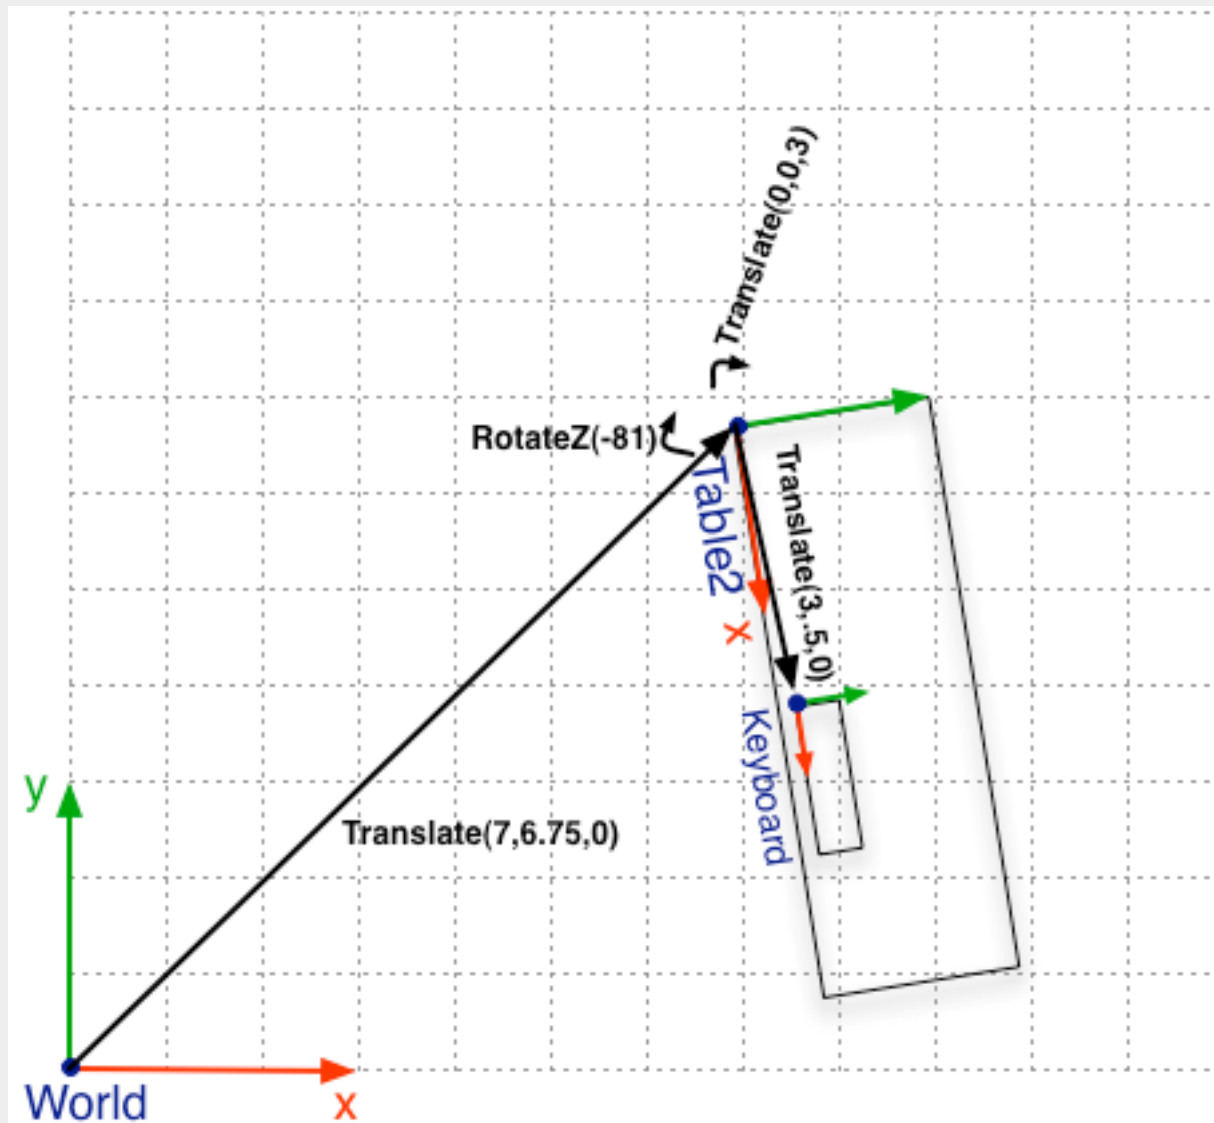 Translate(0,0,3)
RotateZ(-81)
Table2
Translate(3,.5,0)
x
Keyboard
y
Translate(7,6.75,0)
World
x